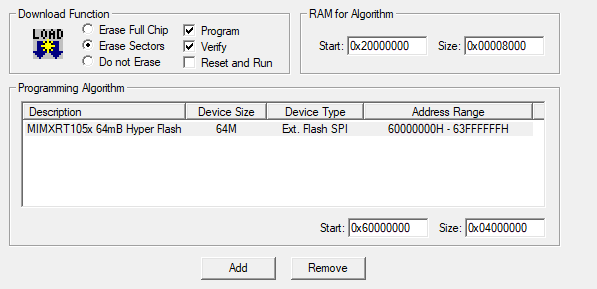 Download Function
LOAD
Erase Full Chip
Erase Sectors
Do not Erase
Program
Verify
Reset and Run
RAM for Algorithm
Start: 0x20000000 Size: 0x00008000
Programming Algorithm
Description Device Size Device Type Address Range
MIMXRT105x 64mB Hyper Flash 64M Ext. Flash SPI 60000000H - 63FFFFFFH
Start: 0x60000000 Size: 0x04000000
Add Remove